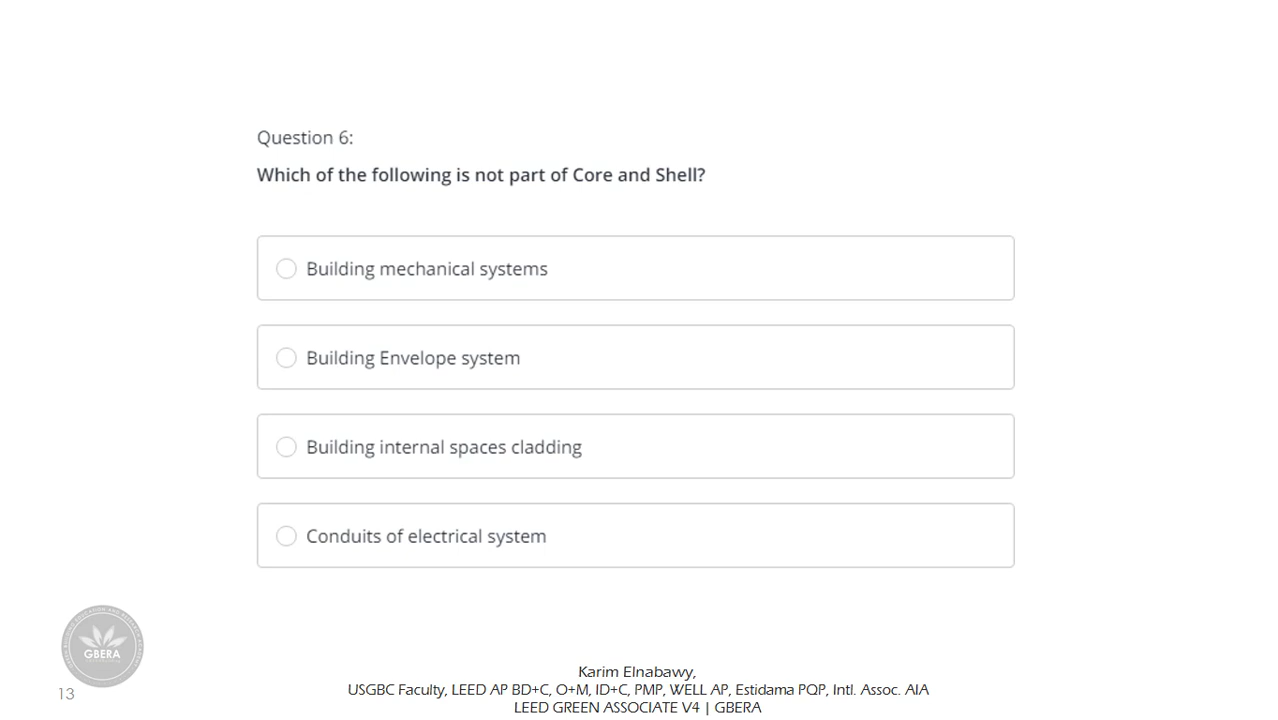 Question 6:
Which of the following is not part of Core and Shell?
Building mechanical systems
Building Envelope system
Building internal spaces cladding
Conduits of electrical system
GBERA
13
Karim Elnabawy,
USGBC Faculty, LEED AP BD+C, O+M, ID+C, PMP, WELL AP, Estidama PQP, Intl. Assoc. AIA
LEED GREEN ASSOCIATE V4 | GBERA